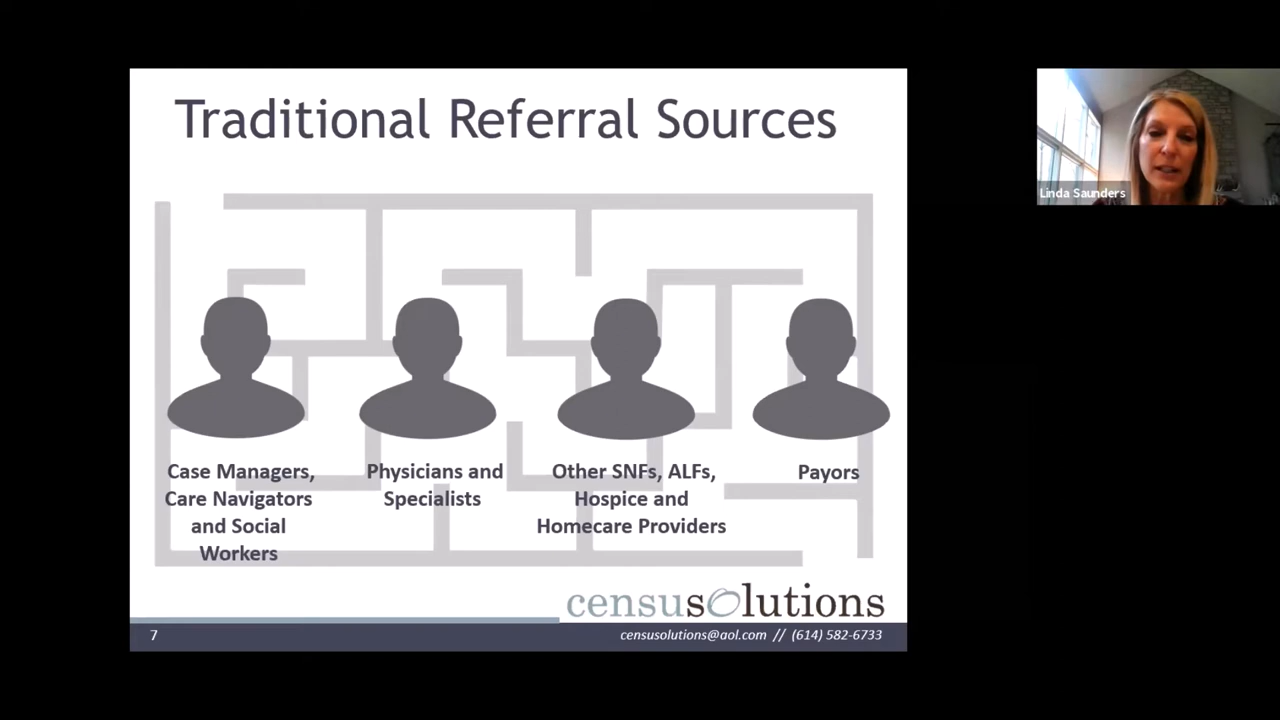 Traditional Referral Sources
Linda Saunders
Case Managers,
Care Navigators
and Social
Workers
Physicians and
Specialists
Other SNFs, ALFs,
Hospice and
Homecare Providers
Payors
censusolutions
7
censusolutions@aol.com // (614) 582-6733